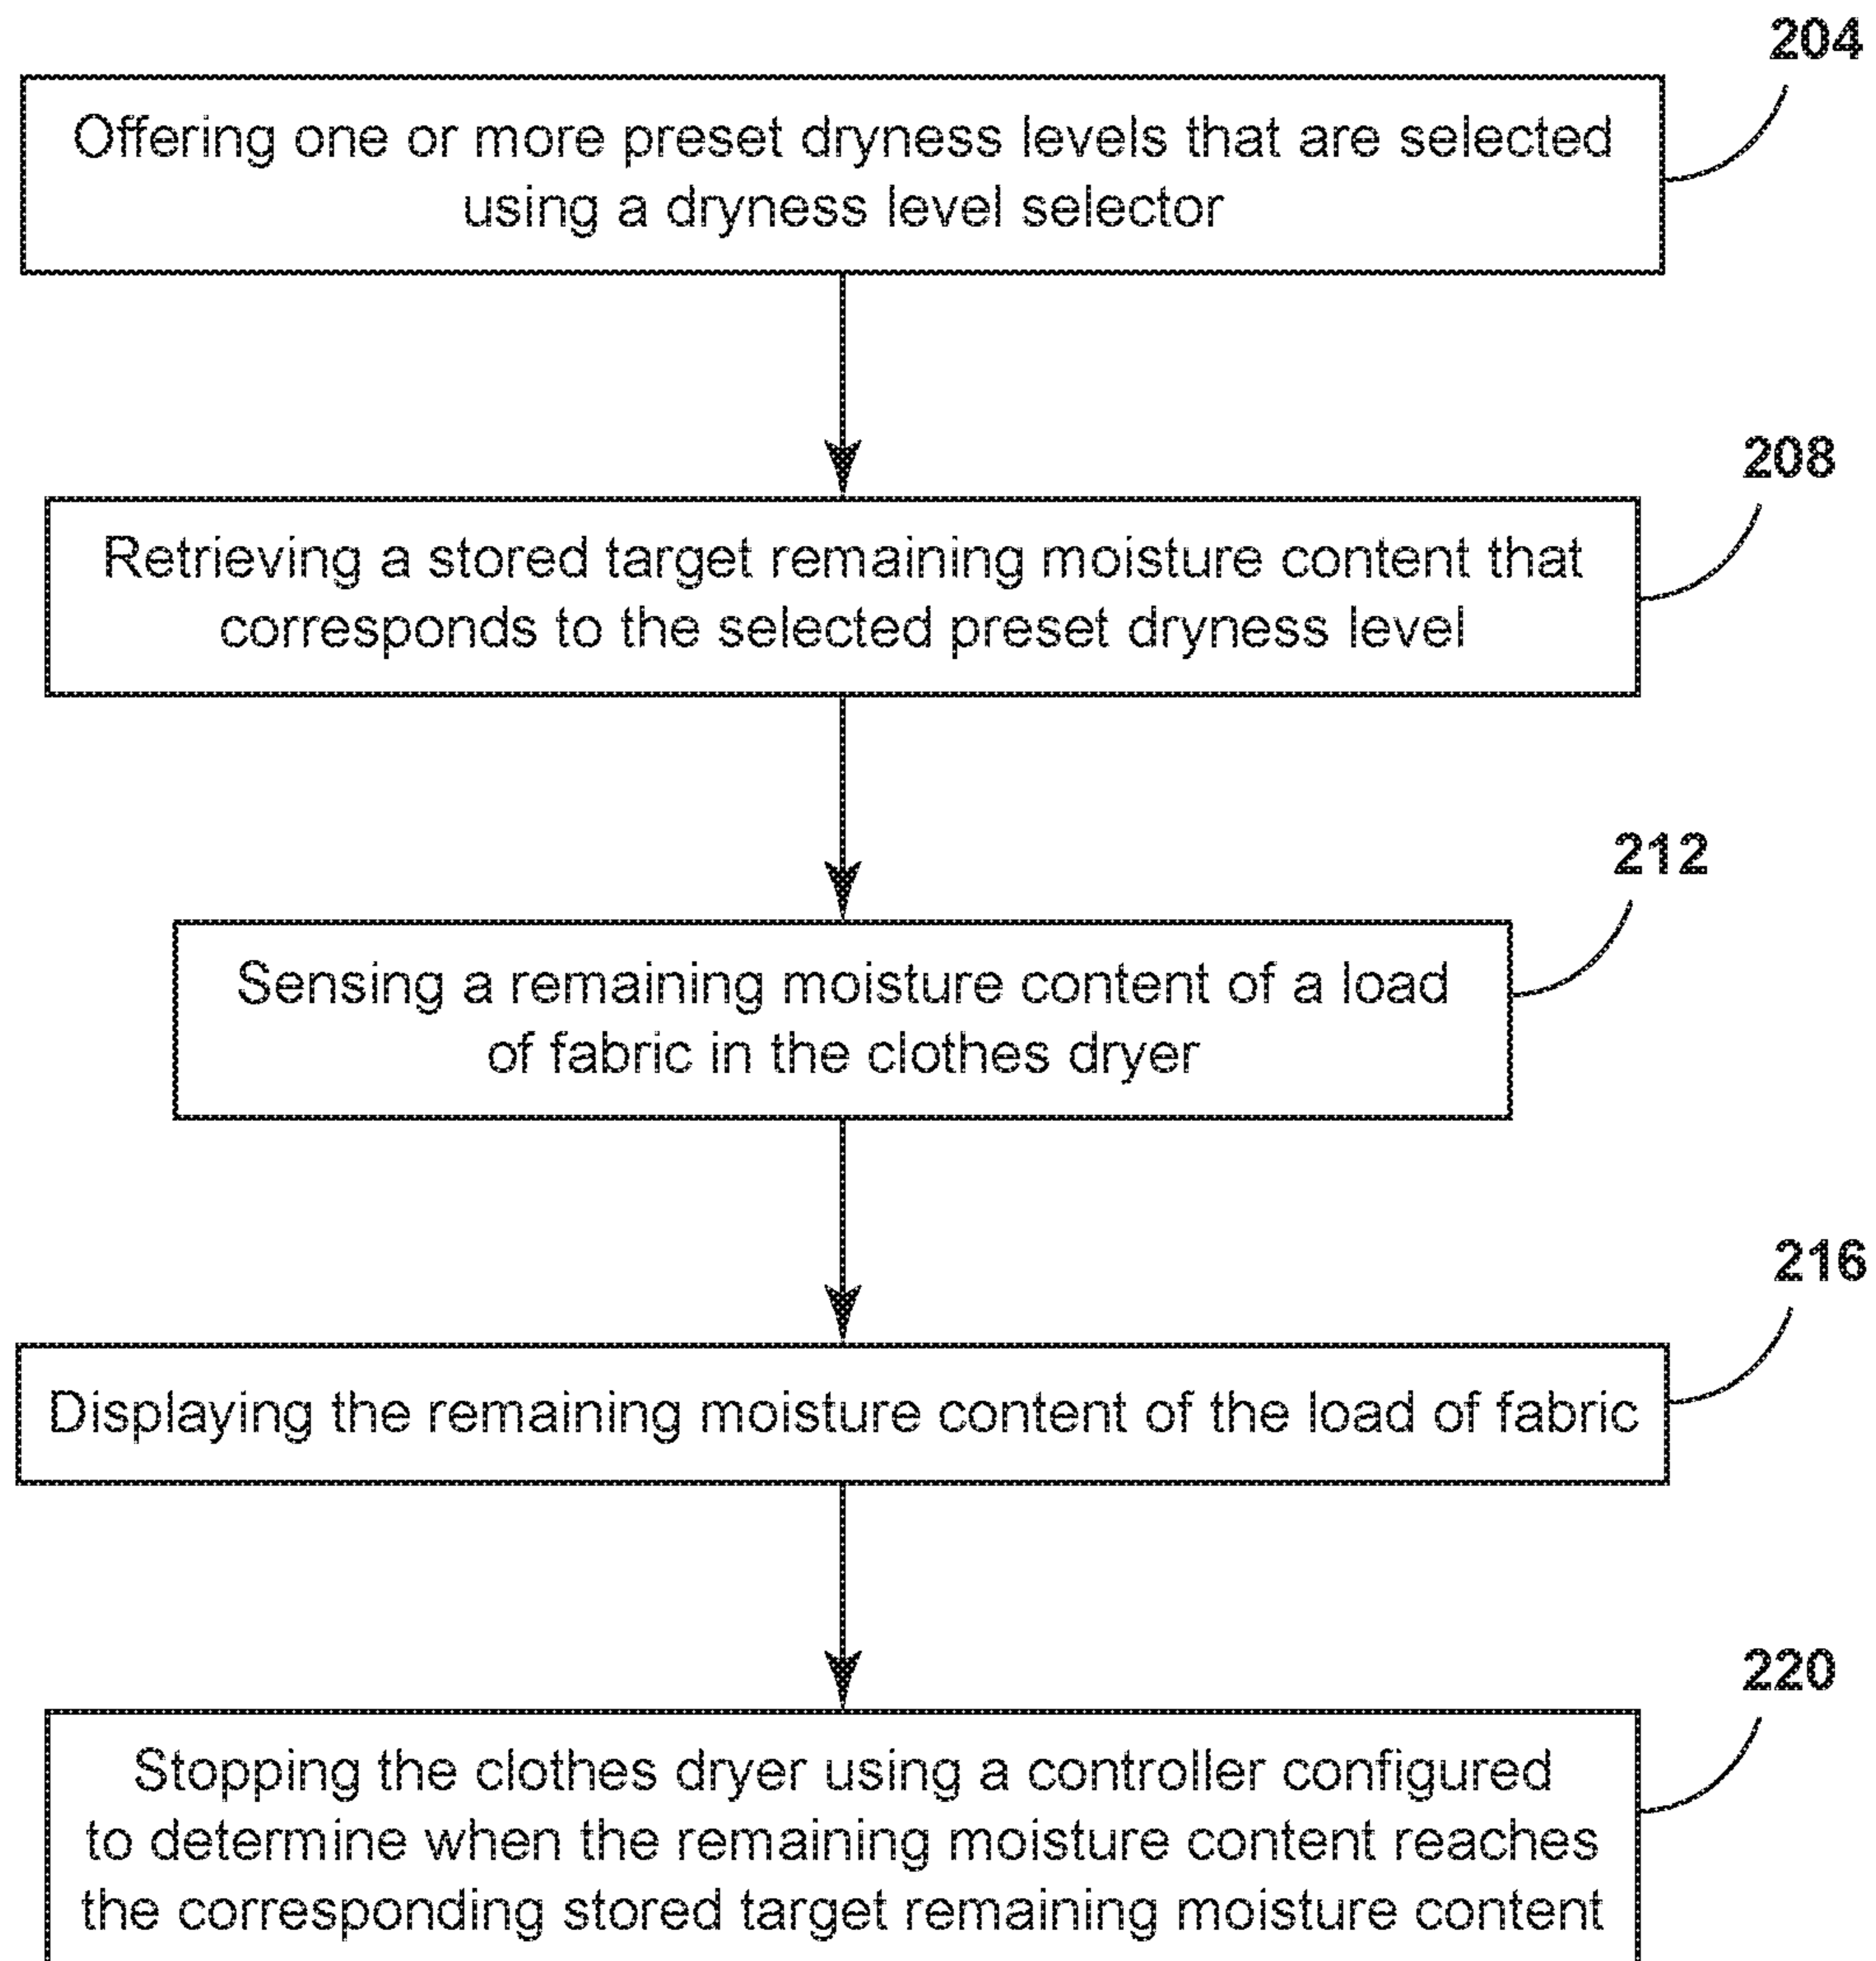 204
Offering one or more preset dryness levels that are selected
using a dryness level selector
208
Retrieving a stored target remaining moisture content that
corresponds to the selected preset dryness level
212
Sensing a remaining moisture content of a load
of fabric in the clothes dryer
216
Displaying the remaining moisture content of the load of fabric
220
Stopping the clothes dryer using a controller configured
to determine when the remaining moisture content reaches
the corresponding stored target remaining moisture content